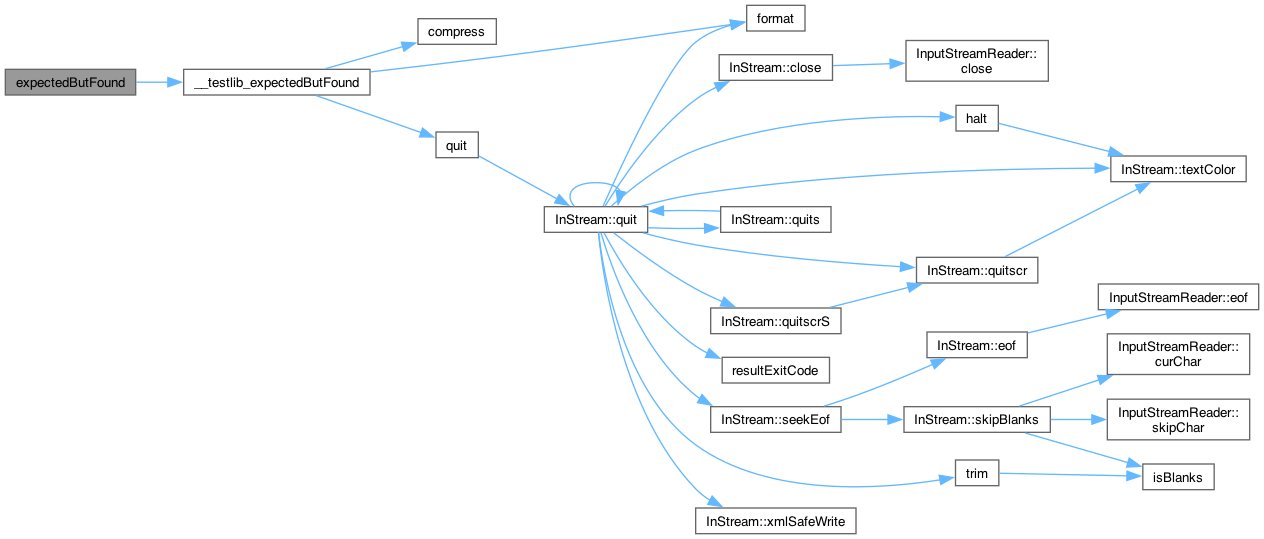 expectedButFound
__testlib_expectedButFound
compress
quit
format
InStream::quit
InStream::close
InputStreamReader::
close
halt
InStream::textColor
InStream::quits
InStream::quitscr
InStream::quitscrS
resultExitCode
InStream::seekEof
InStream::eof
InputStreamReader::eof
InStream::skipBlanks
InputStreamReader::
curChar
InputStreamReader::
skipChar
isBlanks
trim
InStream::xmlSafeWrite